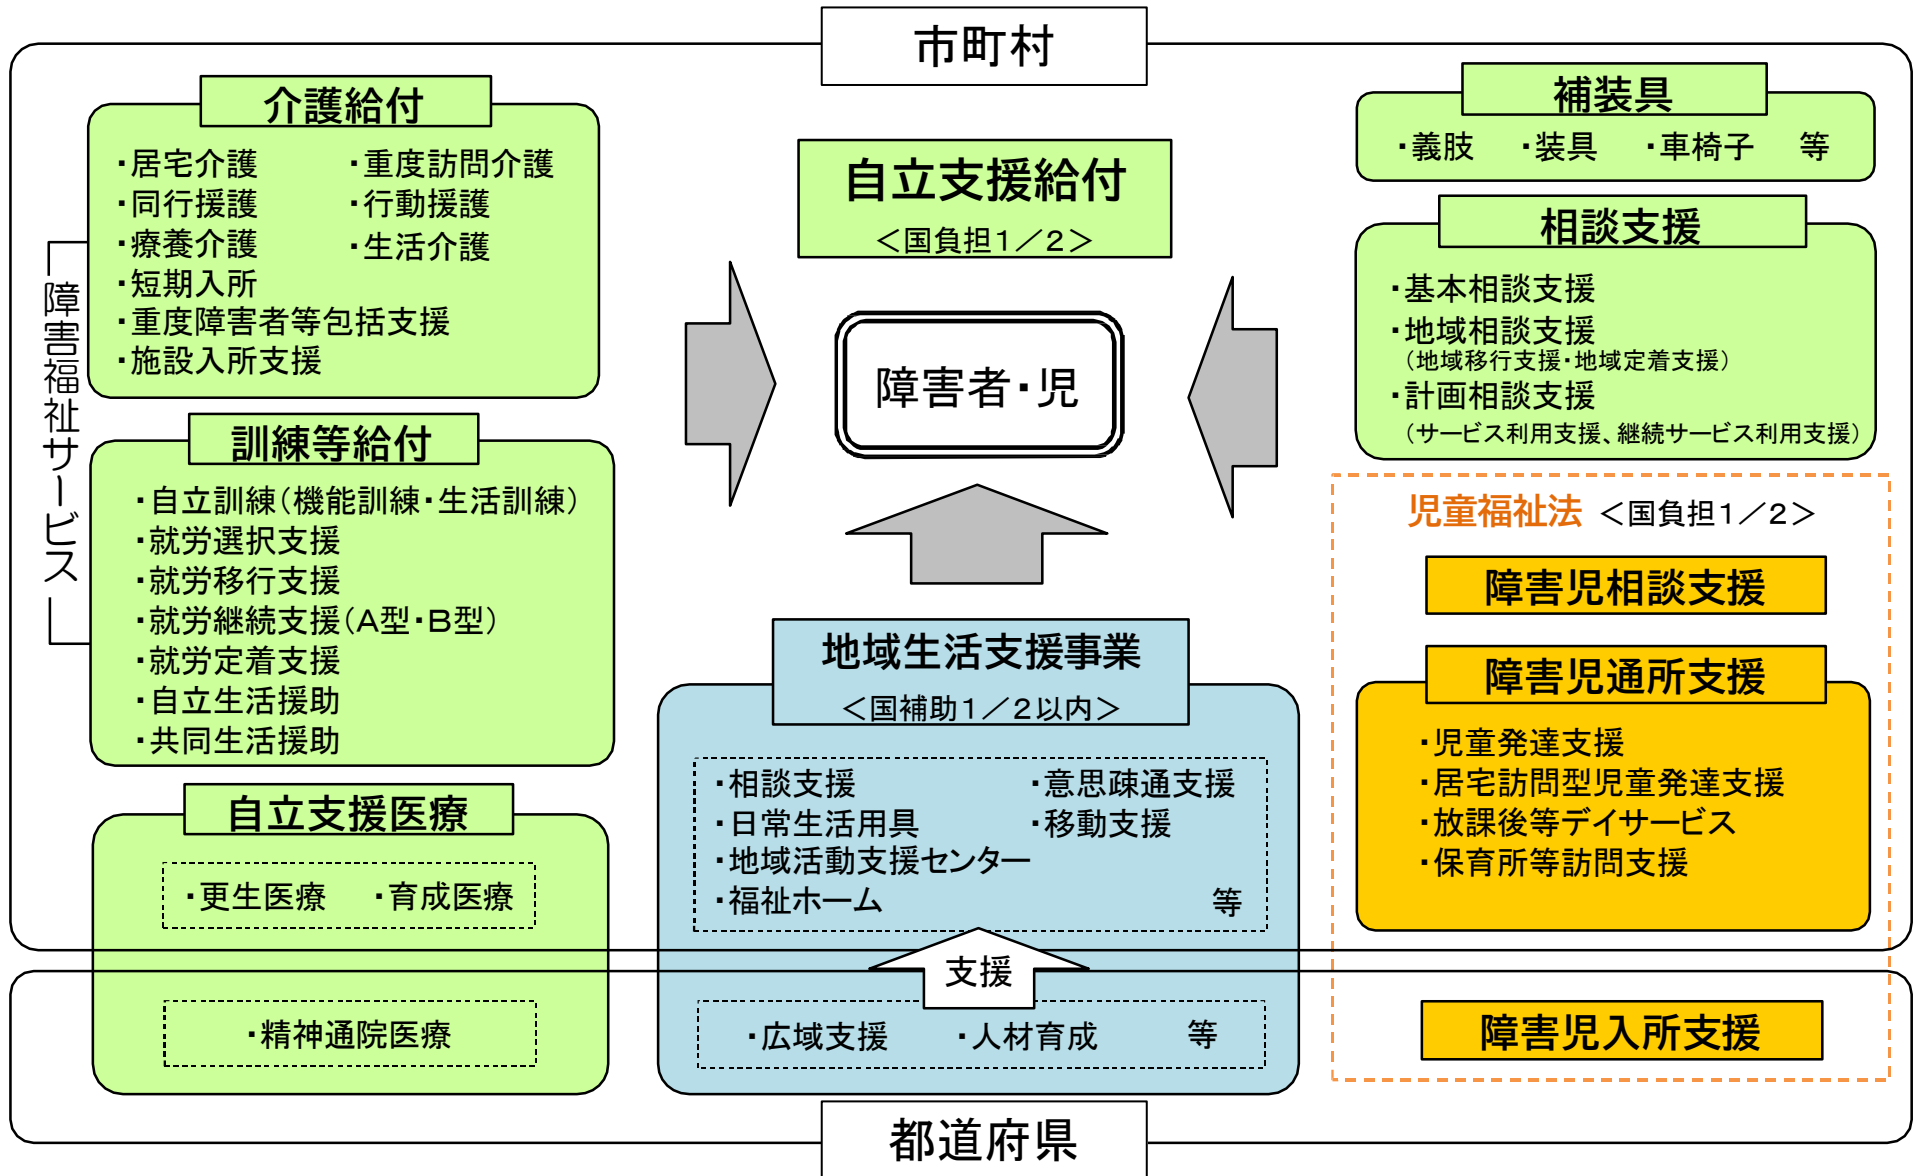 市町村
介護給付
・居宅介護 ・重度訪問介護
・同行援護 ・行動援護
・療養介護 ・生活介護
・短期入所
・重度障害者等包括支援
・施設入所支援
障害福祉サービス
訓練等給付
・自立訓練(機能訓練・生活訓練)
・就労選択支援
・就労移行支援
・就労継続支援(A型・B型)
・就労定着支援
・自立生活援助
・共同生活援助
自立支援医療
・更生医療 ・育成医療
・精神通院医療
自立支援給付
<国負担1/2>
障害者・児
地域生活支援事業
<国補助1/2以内>
・相談支援 ・意思疎通支援
・日常生活用具 ・移動支援
・地域活動支援センター
・福祉ホーム 等
支援
・広域支援 ・人材育成 等
補装具
・義肢 ・装具 ・車椅子 等
相談支援
・基本相談支援
・地域相談支援
(地域移行支援・地域定着支援)
・計画相談支援
(サービス利用支援、継続サービス利用支援)
児童福祉法 <国負担1/2>
障害児相談支援
障害児通所支援
・児童発達支援
・居宅訪問型児童発達支援
・放課後等デイサービス
・保育所等訪問支援
障害児入所支援
都道府県